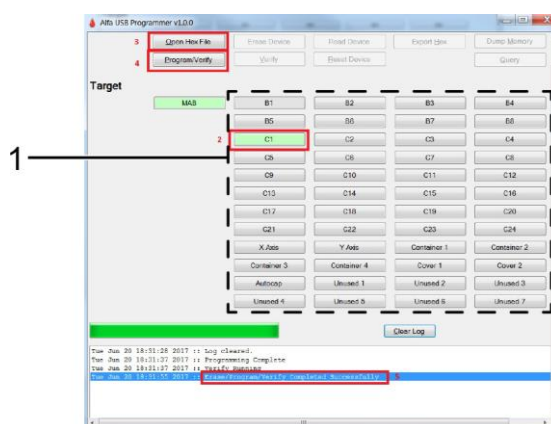 Alfa USB Programmer v1.0.0
3 Open Hex File Erase Device Read Device Export Hex Dump Memory
4 Program/Verify Verify Reset Device Query
Target
MAB B1 B2 B3 B4
B5 B6 B7 B8
2 C1 C2 C3 C4
1
C5 C6 C7 C8
C9 C10 C11 C12
C13 C14 C15 C16
C17 C18 C19 C20
C21 C22 C23 C24
X Axis Y Axis Container 1 Container 2
Container 3 Container 4 Cover 1 Cover 2
Autocap Unused 1 Unused 2 Unused 3
Unused 4 Unused 5 Unused 6 Unused 7
Clear Log
Tue Jun 20 18:31:28 2017 :: Log cleared.
Tue Jun 20 18:31:37 2017 :: Programming Complete
Tue Jun 20 18:31:37 2017 :: Verify Running
Tue Jun 20 18:31:55 2017 :: Erase/Program/Verify Completed Successfully 5